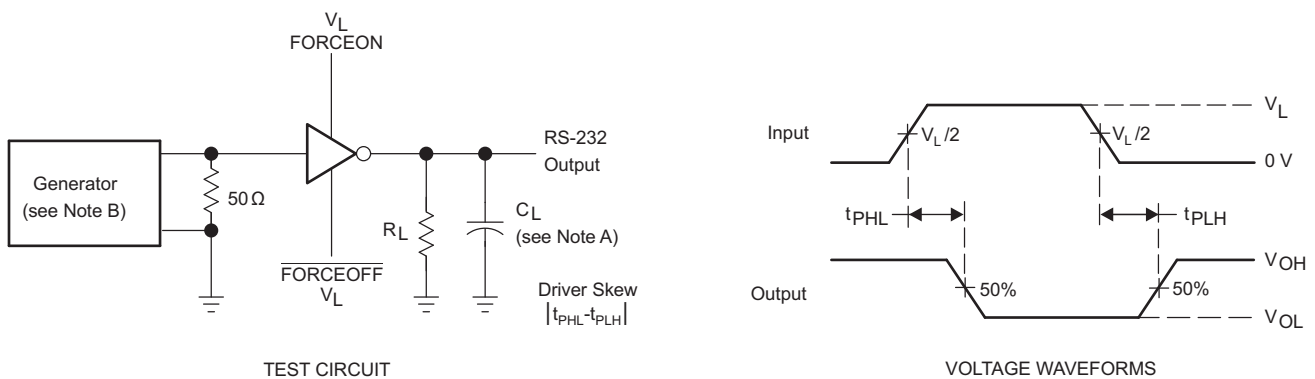 V_L
FORCEON
Generator
(see Note B)
50 Ω
RS-232
Output
R_L
C_L
(see Note A)
FORCEOFF
V_L
Driver Skew
|t_PHL-t_PLH|
TEST CIRCUIT
Input
V_L/2
V_L/2
V_L
0 V
t_PHL
t_PLH
Output
50%
50%
V_OH
V_OL
VOLTAGE WAVEFORMS